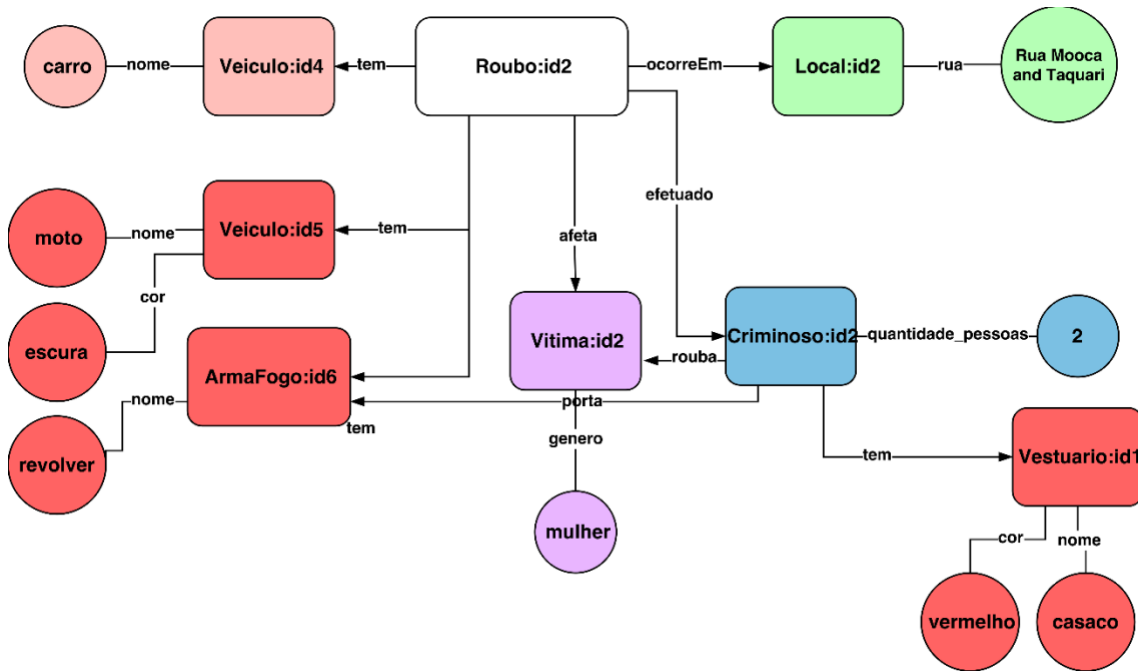 carro
nome
Veiculo:id4
tem
Roubo:id2
ocorreEm
Local:id2
rua
Rua Mooca
and Taquari
efetuado
moto
nome
Veiculo:id5
tem
afeta
cor
escura
ArmaFogo:id6
nome
revolver
Vitima:id2
rouba
Criminoso:id2
quantidade_pessoas
2
porta
tem
genero
mulher
tem
Vestuario:id1
cor
nome
vermelho
casaco